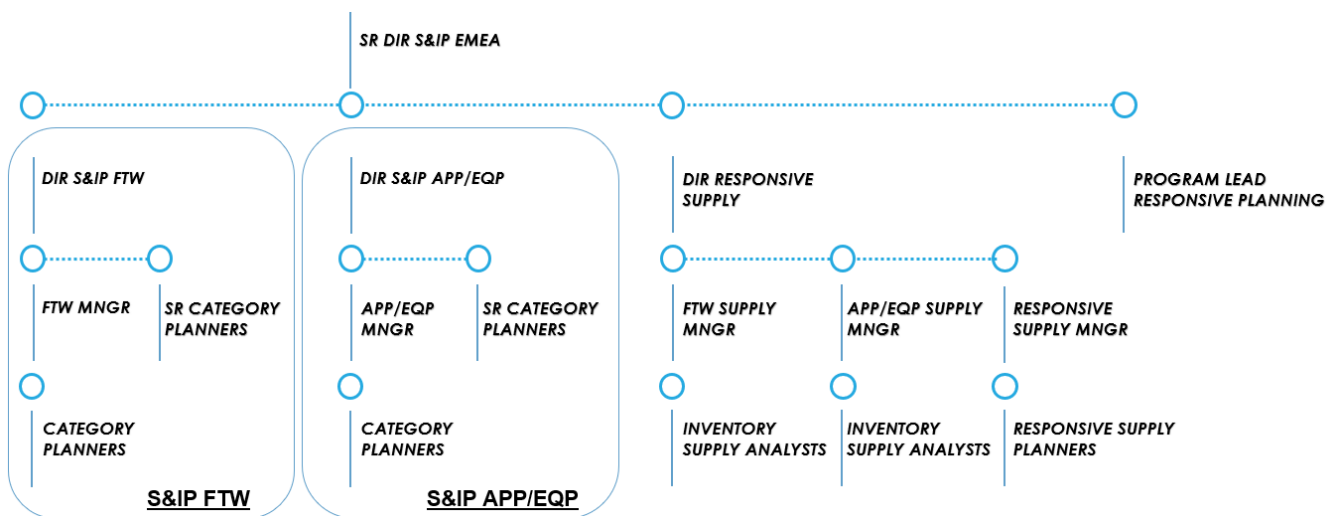 SR DIR S&IP EMEA
DIR S&IP FTW
DIR S&IP APP/EQP
DIR RESPONSIVE
SUPPLY
PROGRAM LEAD
RESPONSIVE PLANNING
FTW MNGR
SR CATEGORY
PLANNERS
APP/EQP
MNGR
SR CATEGORY
PLANNERS
FTW SUPPLY
MNGR
APP/EQP SUPPLY
MNGR
RESPONSIVE
SUPPLY MNGR
CATEGORY
PLANNERS
CATEGORY
PLANNERS
INVENTORY
SUPPLY ANALYSTS
INVENTORY
SUPPLY ANALYSTS
RESPONSIVE SUPPLY
PLANNERS
S&IP FTW
S&IP APP/EQP